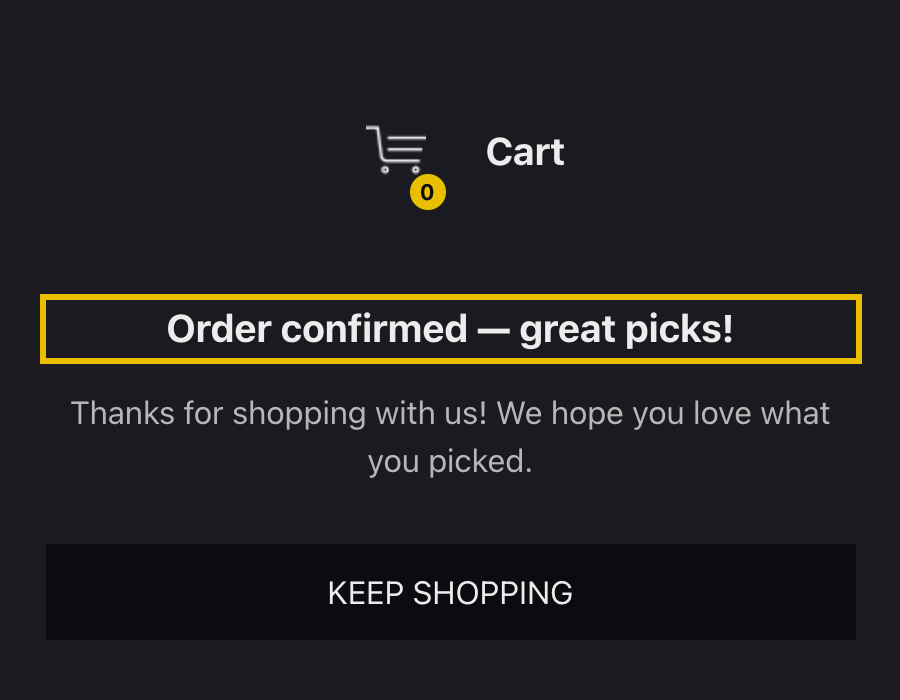 Cart
0
Order confirmed — great picks!
Thanks for shopping with us! We hope you love what
you picked.
KEEP SHOPPING